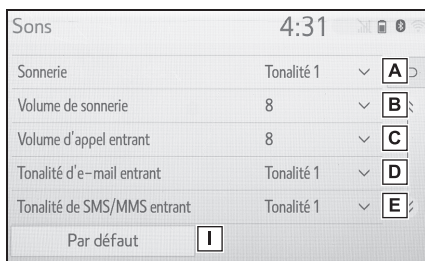 Sons 4:31
Sonnerie Tonalité 1 A
Volume de sonnerie 8 B
Volume d'appel entrant 8 C
Tonalité d'e-mail entrant Tonalité 1 D
Tonalité de SMS/MMS entrant Tonalité 1 E
Par défaut I